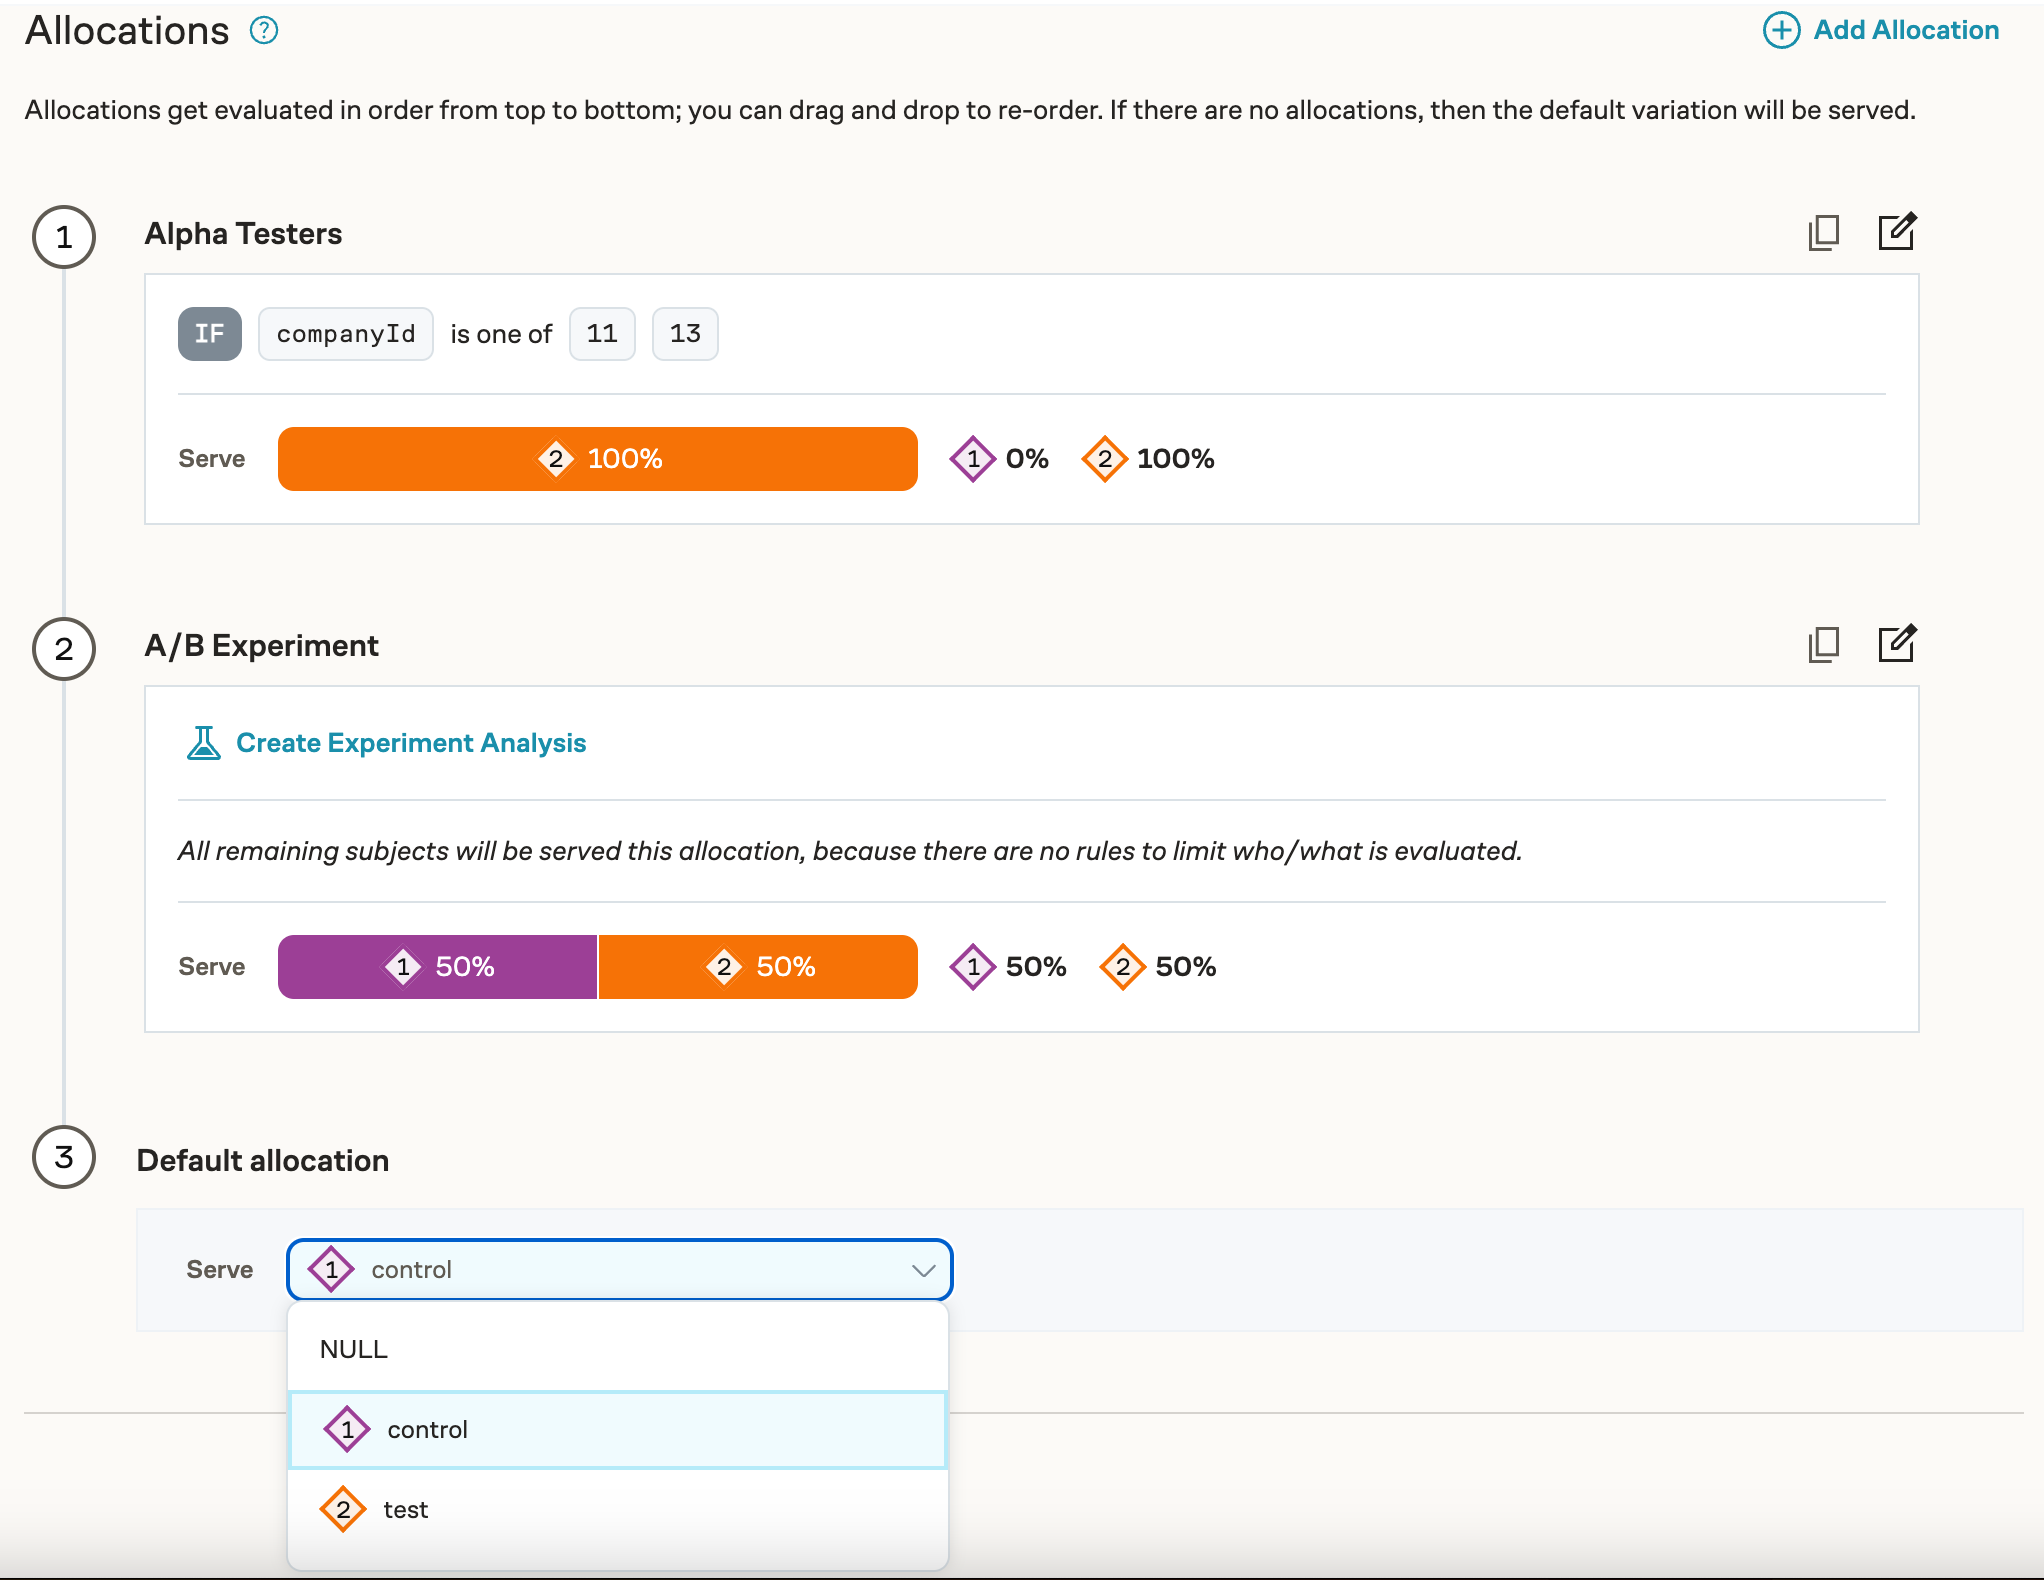 Allocations ?
Add Allocation
Allocations get evaluated in order from top to bottom; you can drag and drop to re-order. If there are no allocations, then the default variation will be served.
1 Alpha Testers
IF companyId is one of 11 13
Serve 2 100% 1 0% 2 100%
2 A/B Experiment
Create Experiment Analysis
All remaining subjects will be served this allocation, because there are no rules to limit who/what is evaluated.
Serve 1 50% 2 50% 1 50% 2 50%
3 Default allocation
Serve 1 control
NULL
1 control
2 test